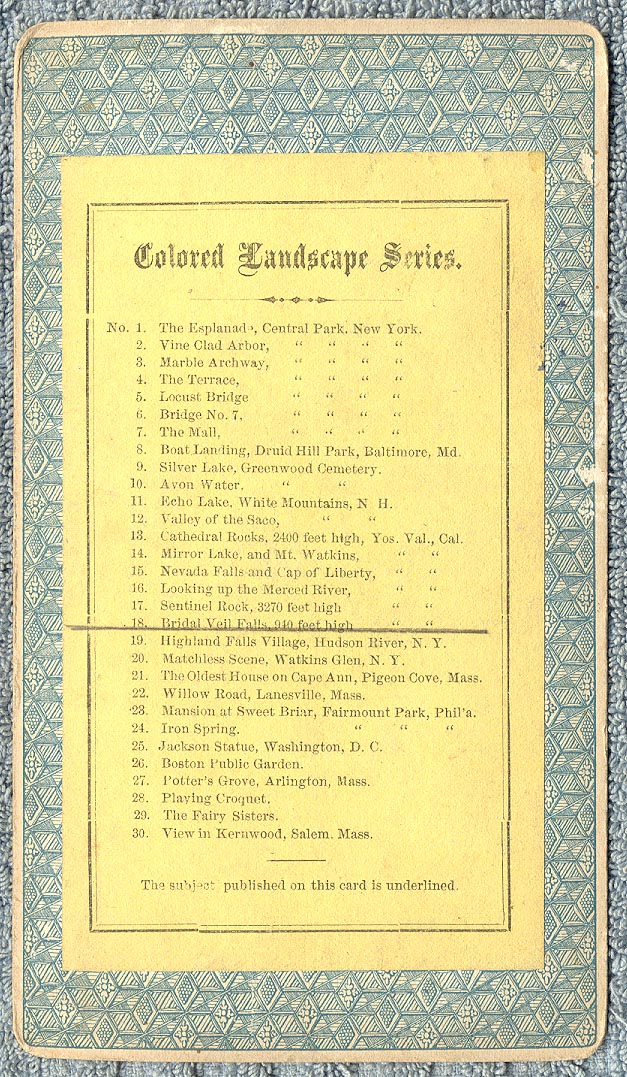 Colored Landscape Series.
No. 1. The Esplanade, Central Park, New York.
2. Vine Clad Arbor, “ “ “ “
3. Marble Archway, “ “ “ “
4. The Terrace, “ “ “ “
5. Locust Bridge “ “ “ “
6. Bridge No. 7, “ “ “ “
7. The Mall, “ “ “ “
8. Boat Landing, Druid Hill Park, Baltimore, Md.
9. Silver Lake, Greenwood Cemetery.
10. Avon Water. “ “
11. Echo Lake, White Mountains, N H.
12. Valley of the Saco, “ “
13. Cathedral Rocks, 2400 feet high, Yos. Val., Cal.
14. Mirror Lake, and Mt. Watkins, “ “
15. Nevada Falls and Cap of Liberty, “ “
16. Looking up the Merced River, “ “
17. Sentinel Rock, 3270 feet high “ “
18. Bridal Veil Falls, 940 feet high “ “
19. Highland Falls Village, Hudson River, N. Y.
20. Matchless Scene, Watkins Glen, N. Y.
21. The Oldest House on Cape Ann, Pigeon Cove, Mass.
22. Willow Road, Lanesville, Mass.
23. Mansion at Sweet Briar, Fairmount Park, Phil’a.
24. Iron Spring. “ “ “
25. Jackson Statue, Washington, D. C.
26. Boston Public Garden.
27. Potter’s Grove, Arlington, Mass.
28. Playing Croquet.
29. The Fairy Sisters.
30. View in Kernwood, Salem, Mass.
The subject published on this card is underlined.